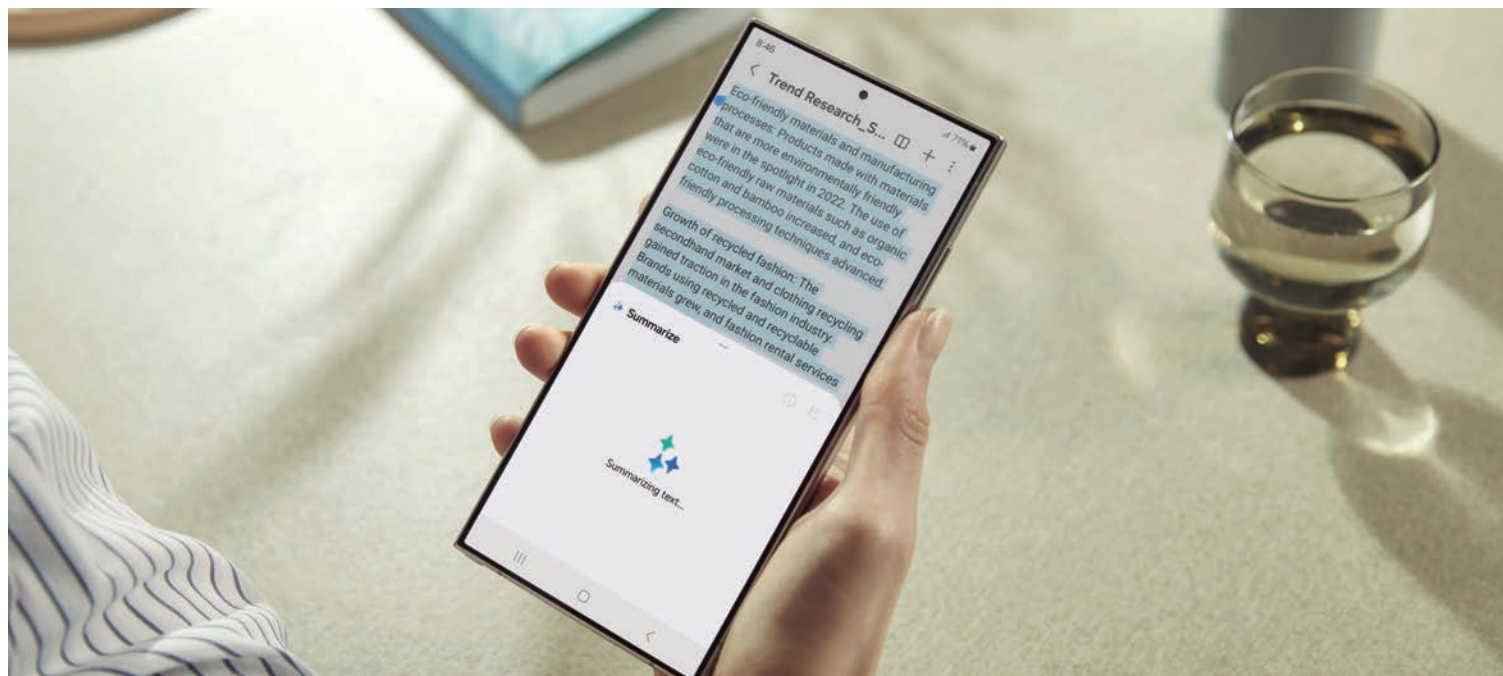 8:46
71%
Trend Research_S...
Eco-friendly materials and manufacturing
processes: Products made with materials
that are more environmentally friendly
were in the spotlight in 2022. The use of
eco-friendly raw materials such as organic
cotton and bamboo increased, and eco-
friendly processing techniques advanced.
Growth of recycled fashion: The
secondhand market and clothing recycling
gained traction in the fashion industry.
Brands using recycled and recyclable
materials grew, and fashion rental services
Summarize
Summarizing text...